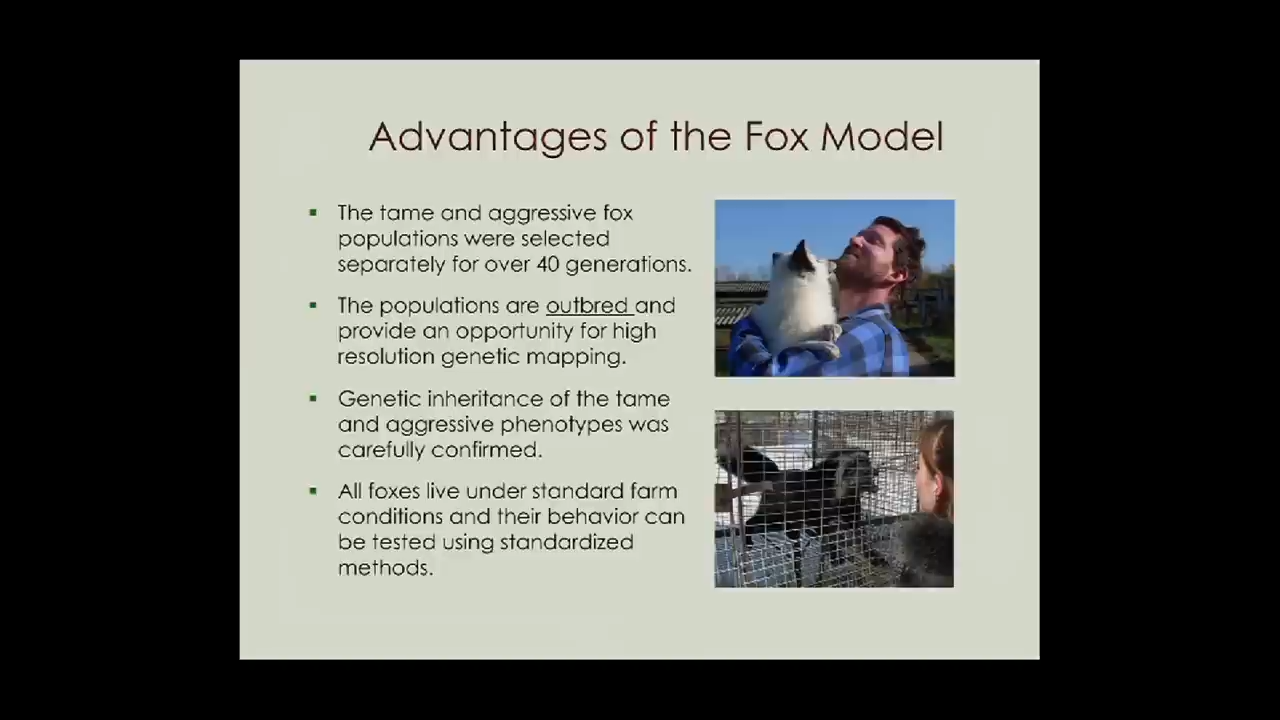 Advantages of the Fox Model
▪ The tame and aggressive fox
populations were selected
separately for over 40 generations.
▪ The populations are outbred and
provide an opportunity for high
resolution genetic mapping.
▪ Genetic inheritance of the tame
and aggressive phenotypes was
carefully confirmed.
▪ All foxes live under standard farm
conditions and their behavior can
be tested using standardized
methods.